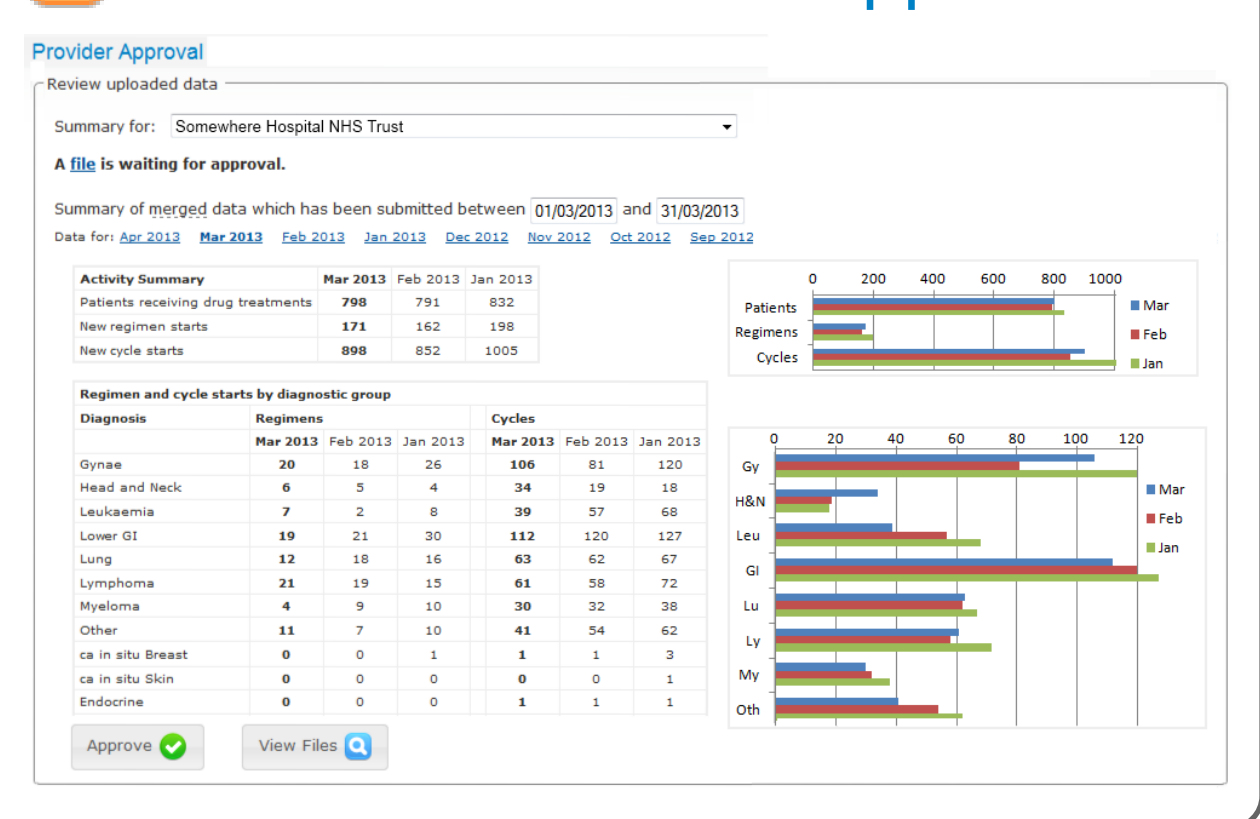 Provider Approval
Review uploaded data
Summary for: Somewhere Hospital NHS Trust
A file is waiting for approval.
Summary of merged data which has been submitted between 01/03/2013 and 31/03/2013
Data for: Apr 2013 Mar 2013 Feb 2013 Jan 2013 Dec 2012 Nov 2012 Oct 2012 Sep 2012
Activity Summary Mar 2013 Feb 2013 Jan 2013
Patients receiving drug treatments 798 791 832
New regimen starts 171 162 198
New cycle starts 898 852 1005
0 200 400 600 800 1000
Patients
Regimens
Cycles
Mar
Feb
Jan
Regimen and cycle starts by diagnostic group
Diagnosis Regimens Cycles
Mar 2013 Feb 2013 Jan 2013 Mar 2013 Feb 2013 Jan 2013
Gynae 20 18 26 106 81 120
Head and Neck 6 5 4 34 19 18
Leukaemia 7 2 8 39 57 68
Lower GI 19 21 30 112 120 127
Lung 12 18 16 63 62 67
Lymphoma 21 19 15 61 58 72
Myeloma 4 9 10 30 32 38
Other 11 7 10 41 54 62
ca in situ Breast 0 0 1 1 1 3
ca in situ Skin 0 0 0 0 0 1
Endocrine 0 0 0 1 1 1
0 20 40 60 80 100 120
Gy
H&N
Leu
GI
Lu
Ly
My
Oth
Mar
Feb
Jan
Approve
View Files